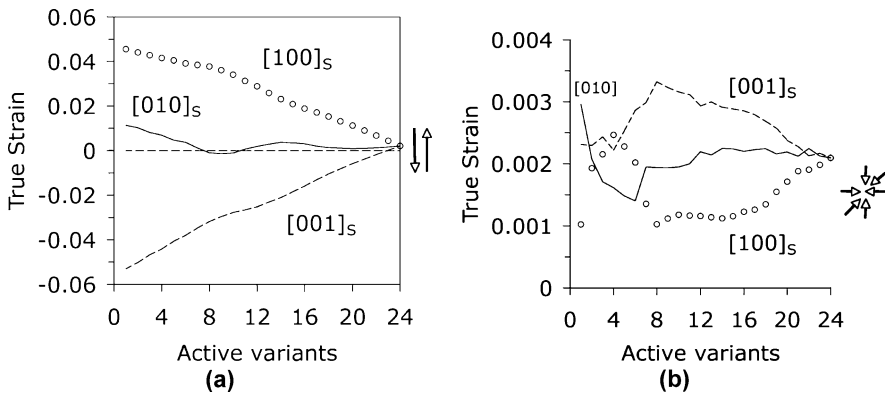 0.06
0.04
0.02
0
-0.02
-0.04
-0.06
True Strain
[100]S
[010]S
[001]S
0 4 8 12 16 20 24
Active variants
(a)
0.004
0.003
0.002
0.001
0
True Strain
[010]
[001]S
[100]S
0 4 8 12 16 20 24
Active variants
(b)